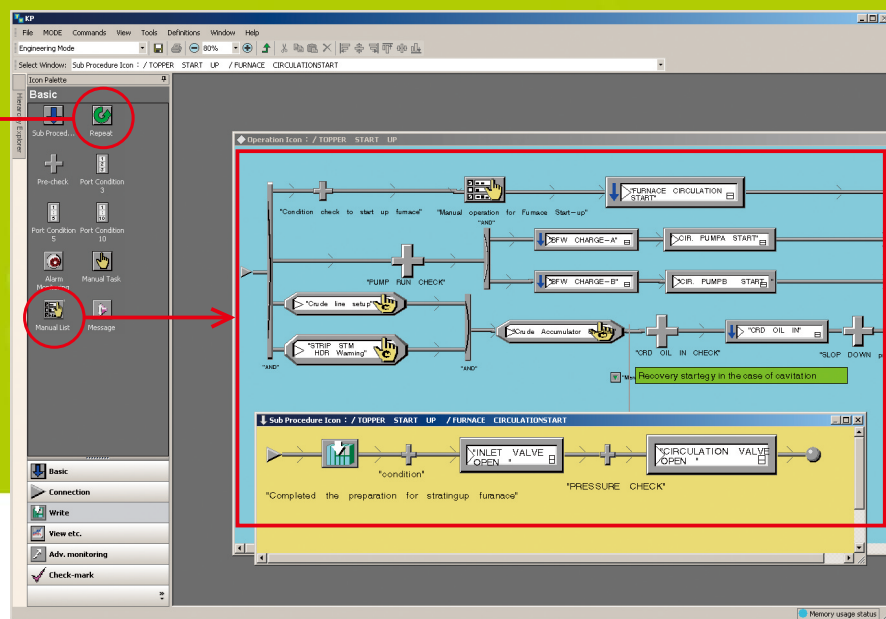 KP
File MODE Commands View Tools Definitions Window Help
Engineering Mode 80%
Select Window: Sub Procedure Icon : / TOPPER START UP / FURNACE CIRCULATIONSTART
Icon Palette
Hierarchy Explorer
Basic
Sub Proced... Repeat
Pre-check Port Condition 3
Port Condition 5 Port Condition 10
Alarm Manual Task
Manual List Message
Basic
Connection
Write
View etc.
Adv. monitoring
Check-mark
Operation Icon : / TOPPER START UP
"Condition check to start up furnace"
"Manual operation for Furnace Start-up"
"FURNACE CIRCULATION
START"
"AND"
"BFW CHARGE-A"
CIR. PUMPA START"
"PUMP RUN CHECK"
"BFW CHARGE-B"
CIR. PUMPB START
"Crude line setup"
"Crude Accumulator
"STRIP STM
HDR Warning"
"AND"
"AND"
"CRD OIL IN CHECK"
"CRD OIL IN"
"SLOP DOWN
Recovery startegy in the case of cavitation
Sub Procedure Icon : / TOPPER START UP / FURNACE CIRCULATIONSTART
"INLET VALVE
OPEN "
"CIRCULATION VALVE
OPEN "
"condition"
"PRESSURE CHECK"
"Completed the preparation for stratingup furanace"
Memory usage status